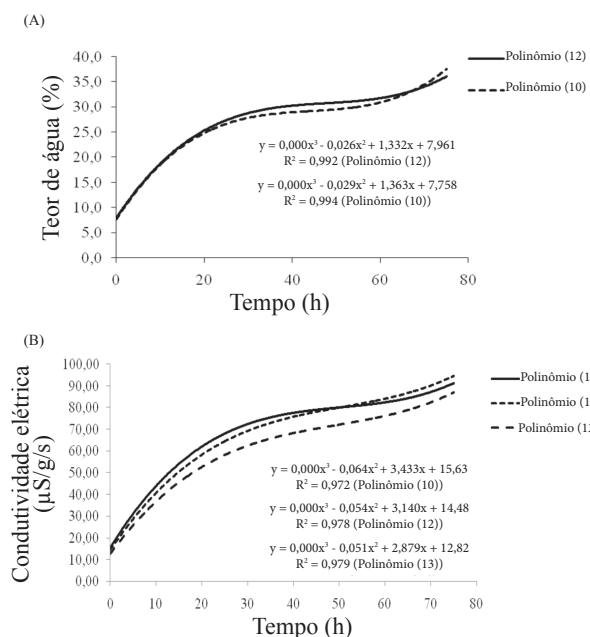 (A)
Teor de água (%)
40,0
35,0
30,0
25,0
20,0
15,0
10,0
5,0
0,0
0
20
40
60
80
Tempo (h)
Polinômio (12)
Polinômio (10)
y = 0,000x³ - 0,026x² + 1,332x + 7,961
R² = 0,992 (Polinômio (12))
y = 0,000x³ - 0,029x² + 1,363x + 7,758
R² = 0,994 (Polinômio (10))
(B)
Condutividade elétrica
(µS/g/s)
100,00
90,00
80,00
70,00
60,00
50,00
40,00
30,00
20,00
10,00
0,00
0
10
20
30
40
50
60
70
80
Tempo (h)
Polinômio (1
Polinômio (1
Polinômio (13
y = 0,000x³ - 0,064x² + 3,433x + 15,63
R² = 0,972 (Polinômio (10))
y = 0,000x³ - 0,054x² + 3,140x + 14,48
R² = 0,978 (Polinômio (12))
y = 0,000x³ - 0,051x² + 2,879x + 12,82
R² = 0,979 (Polinômio (13))